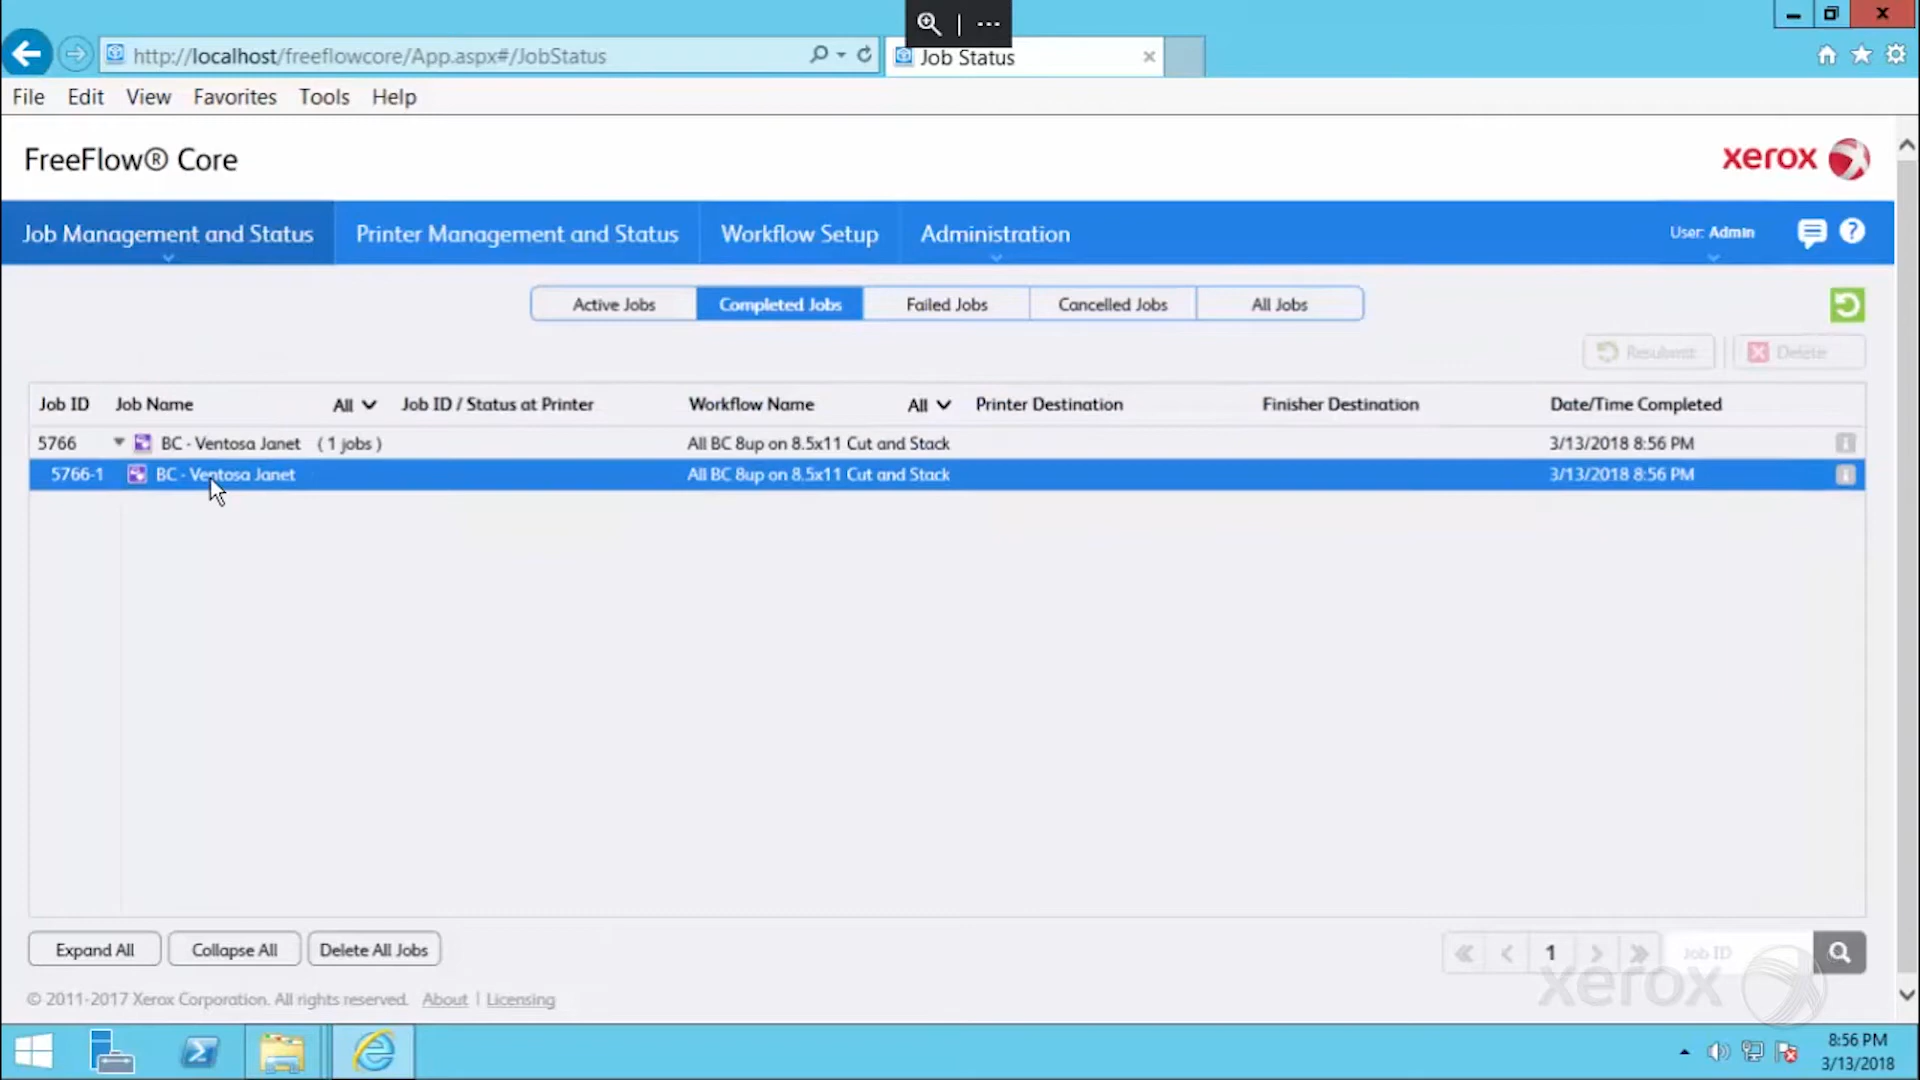 http://localhost/freeflowcore/App.aspx#/JobStatus
Job Status
File Edit View Favorites Tools Help
FreeFlow® Core
xerox
Job Management and Status Printer Management and Status Workflow Setup Administration User: Admin
Active Jobs Completed Jobs Failed Jobs Cancelled Jobs All Jobs
Resubmit Delete
Job ID Job Name All Job ID / Status at Printer Workflow Name All Printer Destination Finisher Destination Date/Time Completed
5766 BC - Ventosa Janet ( 1 jobs ) All BC 8up on 8.5x11 Cut and Stack 3/13/2018 8:56 PM
5766-1 BC - Ventosa Janet All BC 8up on 8.5x11 Cut and Stack 3/13/2018 8:56 PM
Expand All Collapse All Delete All Jobs 1 Job ID
xerox
© 2011-2017 Xerox Corporation. All rights reserved. About | Licensing
8:56 PM
3/13/2018